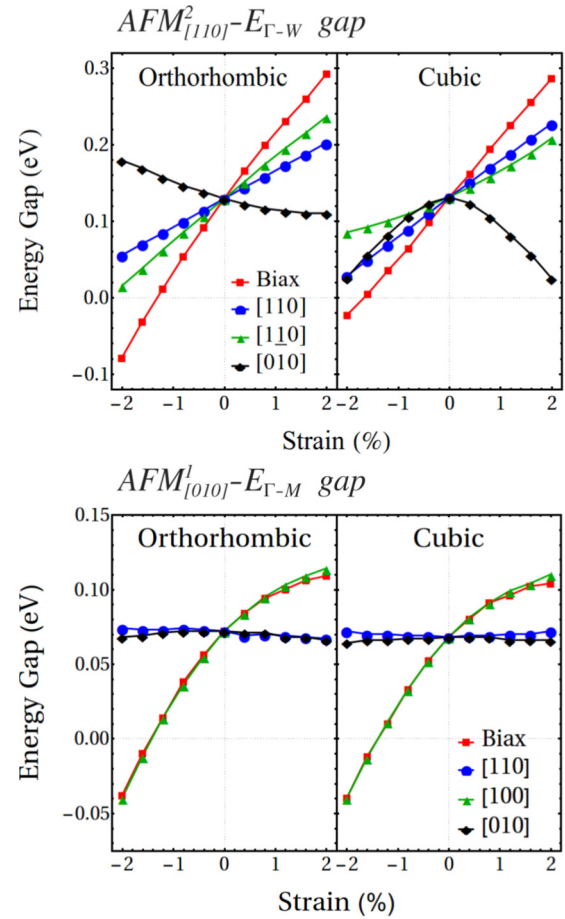 AFM²[110]-EΓ-W gap
Orthorhombic
Cubic
Energy Gap (eV)
0.3
0.2
0.1
0.0
−0.1
Biax
[110]
[1<u>1</u>0]
[010]
−2 −1 0 1 2
−2 −1 0 1 2
Strain (%)
AFM¹[010]-EΓ-M gap
Orthorhombic
Cubic
Energy Gap (eV)
0.15
0.10
0.05
0.00
−0.05
Biax
[110]
[100]
[010]
−2 −1 0 1 2
−2 −1 0 1 2
Strain (%)